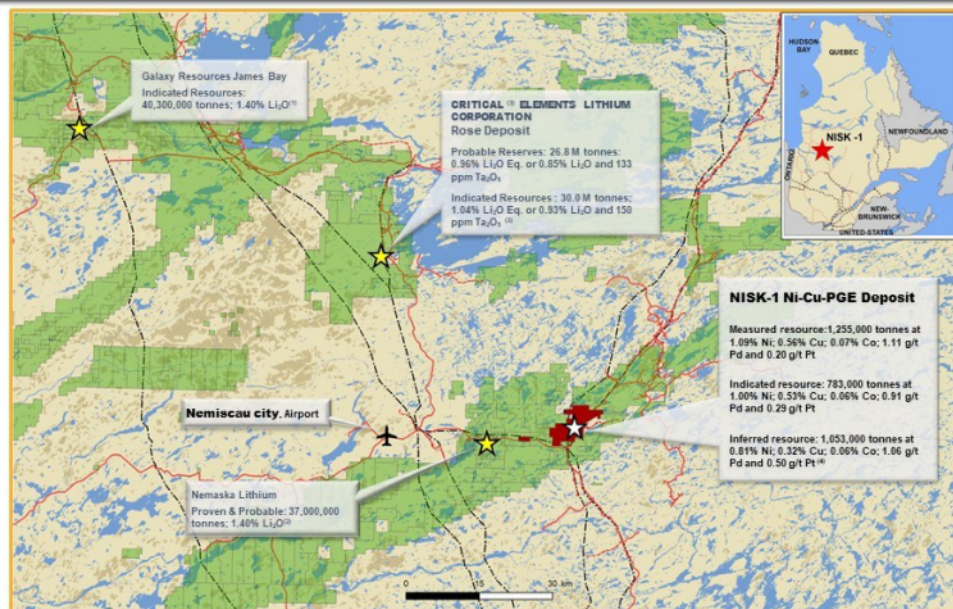 Galaxy Resources James Bay
Indicated Resources:
40,300,000 tonnes; 1.40% Li₂O⁽¹⁾
CRITICAL ⁽³⁾ ELEMENTS LITHIUM
CORPORATION
Rose Deposit
Probable Reserves: 26.8 M tonnes:
0.96% Li₂O Eq. or 0.85% Li₂O and 133
ppm Ta₂O₅
Indicated Resources : 30.0 M tonnes;
1.04% Li₂O Eq. or 0.93% Li₂O and 150
ppm Ta₂O₅ ⁽³⁾
HUDSON
BAY
QUEBEC
NISK -1
NEWFOUNDLAND
ONTARIO
NEW-
BRUNSWICK
UNITED-STATES
NISK-1 Ni-Cu-PGE Deposit
Measured resource:1,255,000 tonnes at
1.09% Ni; 0.56% Cu; 0.07% Co; 1.11 g/t
Pd and 0.20 g/t Pt
Indicated resource: 783,000 tonnes at
1.00% Ni; 0.53% Cu; 0.06% Co; 0.91 g/t
Pd and 0.29 g/t Pt
Inferred resource: 1,053,000 tonnes at
0.81% Ni; 0.32% Cu; 0.06% Co; 1.06 g/t
Pd and 0.50 g/t Pt⁽⁴⁾
Nemiscau city, Airport
Nemaska Lithium
Proven & Probable: 37,000,000
tonnes; 1.40% Li₂O⁽²⁾
0 15 30 km